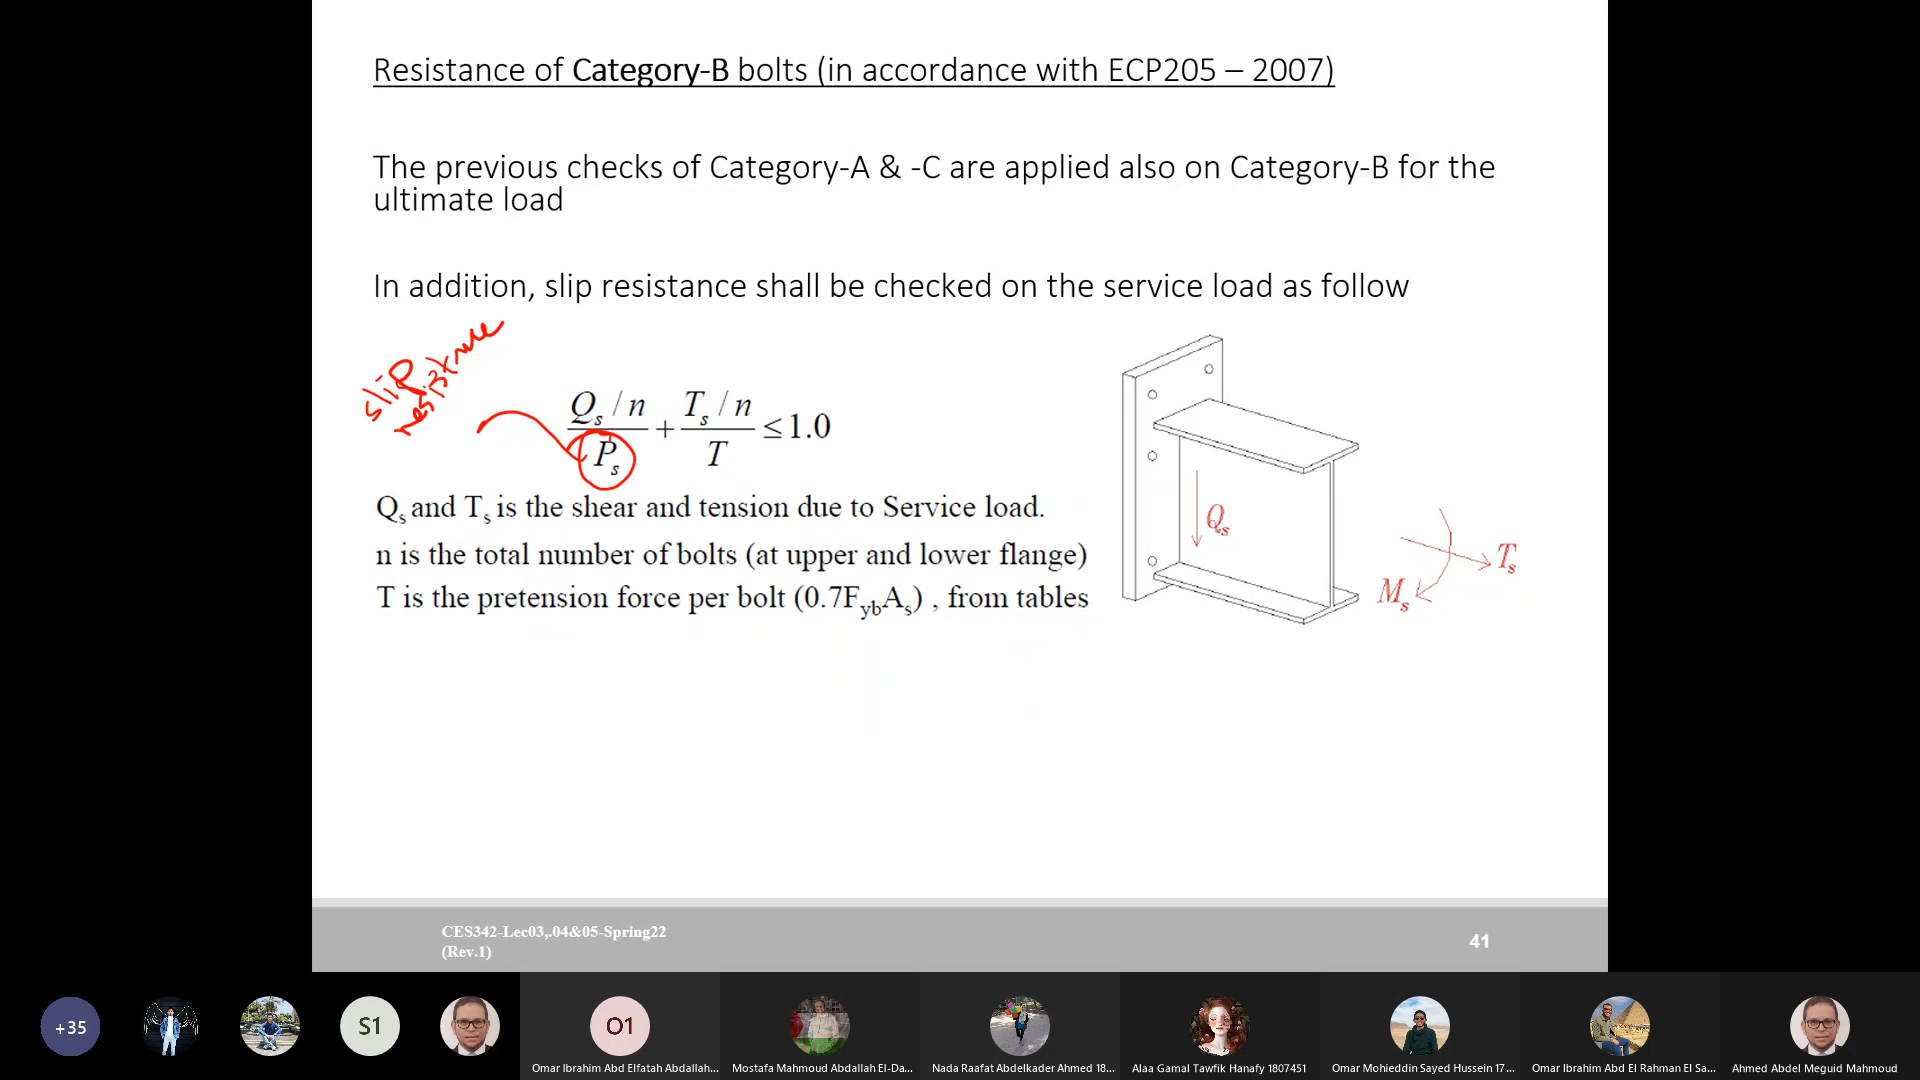 Resistance of Category-B bolts (in accordance with ECP205 – 2007)
The previous checks of Category-A & -C are applied also on Category-B for the
ultimate load
In addition, slip resistance shall be checked on the service load as follow
slip
resistance
Qs / n / Ps + Ts / n / T ≤ 1.0
Qs and Ts is the shear and tension due to Service load.
n is the total number of bolts (at upper and lower flange)
T is the pretension force per bolt (0.7FybAs) , from tables
Qs
Ts
Ms
CES342-Lec03,.04&05-Spring22
(Rev.1)
41
+35
S1
O1
Omar Ibrahim Abd Elfatah Abdallah...
Mostafa Mahmoud Abdallah El-Da...
Nada Raafat Abdelkader Ahmed 18...
Alaa Gamal Tawfik Hanafy 1807451
Omar Mohieddin Sayed Hussein 17...
Omar Ibrahim Abd El Rahman El Sa...
Ahmed Abdel Meguid Mahmoud